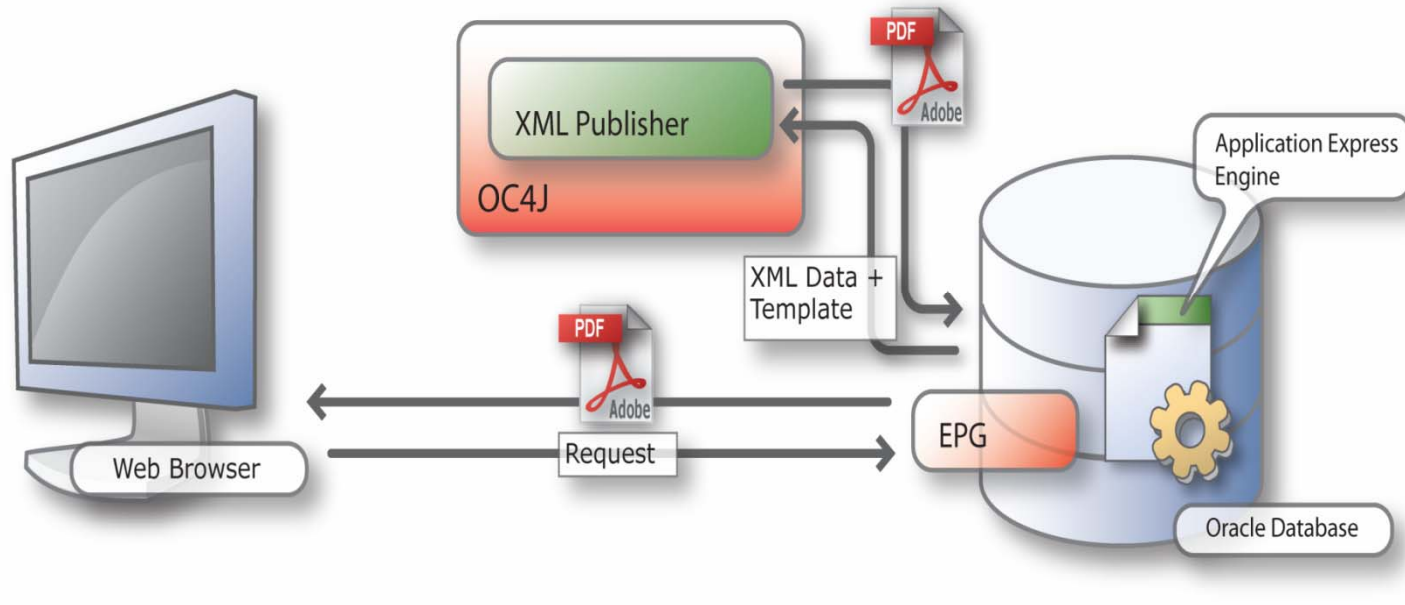 PDF
Adobe
XML Publisher
OC4J
Application Express
Engine
XML Data +
Template
PDF
Adobe
Request
EPG
Web Browser
Oracle Database